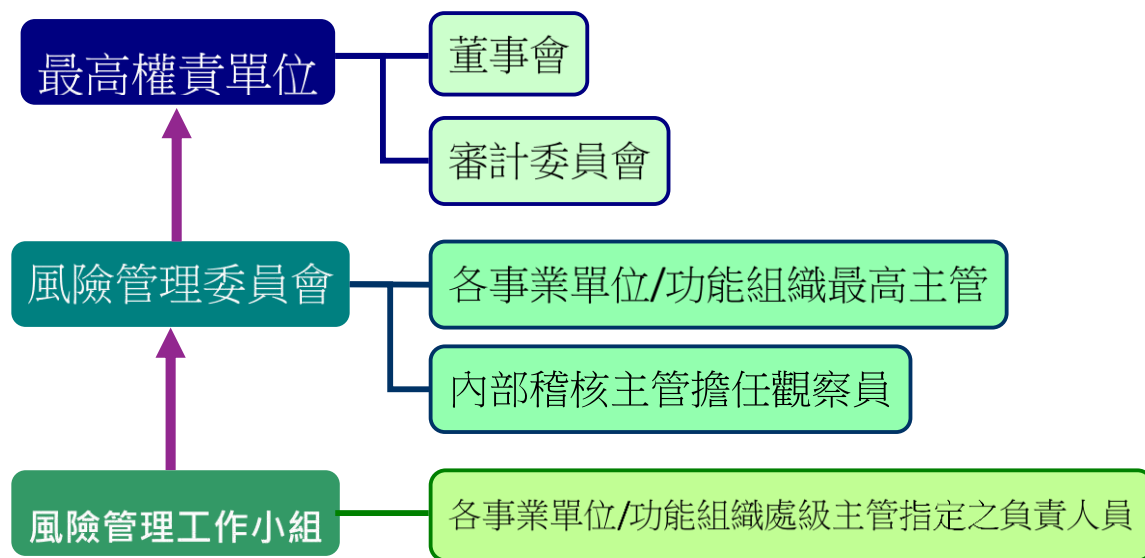 最高權責單位
董事會
審計委員會
風險管理委員會
各事業單位/功能組織最高主管
內部稽核主管擔任觀察員
風險管理工作小組
各事業單位/功能組織處級主管指定之負責人員